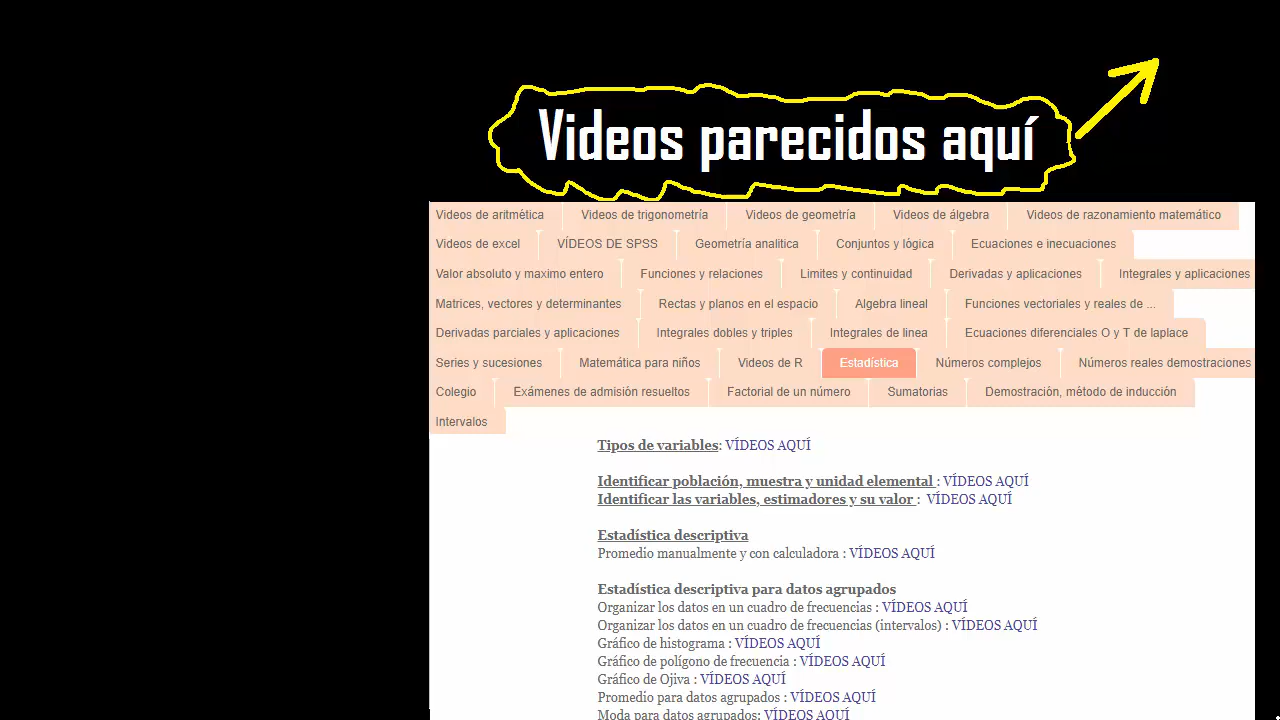 Videos parecidos aquí
Videos de aritmética Videos de trigonometría Videos de geometría Videos de álgebra Videos de razonamiento matemático
Videos de excel VÍDEOS DE SPSS Geometría analitica Conjuntos y lógica Ecuaciones e inecuaciones
Valor absoluto y maximo entero Funciones y relaciones Limites y continuidad Derivadas y aplicaciones Integrales y aplicaciones
Matrices, vectores y determinantes Rectas y planos en el espacio Algebra lineal Funciones vectoriales y reales de ...
Derivadas parciales y aplicaciones Integrales dobles y triples Integrales de linea Ecuaciones diferenciales O y T de laplace
Series y sucesiones Matemática para niños Videos de R Estadística Números complejos Números reales demostraciones
Colegio Exámenes de admisión resueltos Factorial de un número Sumatorias Demostración, método de inducción
Intervalos
Tipos de variables: VÍDEOS AQUÍ
Identificar población, muestra y unidad elemental : VÍDEOS AQUÍ
Identificar las variables, estimadores y su valor : VÍDEOS AQUÍ
Estadística descriptiva
Promedio manualmente y con calculadora : VÍDEOS AQUÍ
Estadística descriptiva para datos agrupados
Organizar los datos en un cuadro de frecuencias : VÍDEOS AQUÍ
Organizar los datos en un cuadro de frecuencias (intervalos) : VÍDEOS AQUÍ
Gráfico de histograma : VÍDEOS AQUÍ
Gráfico de polígono de frecuencia : VÍDEOS AQUÍ
Gráfico de Ojiva : VÍDEOS AQUÍ
Promedio para datos agrupados : VÍDEOS AQUÍ
Moda para datos agrupados: VÍDEOS AQUÍ